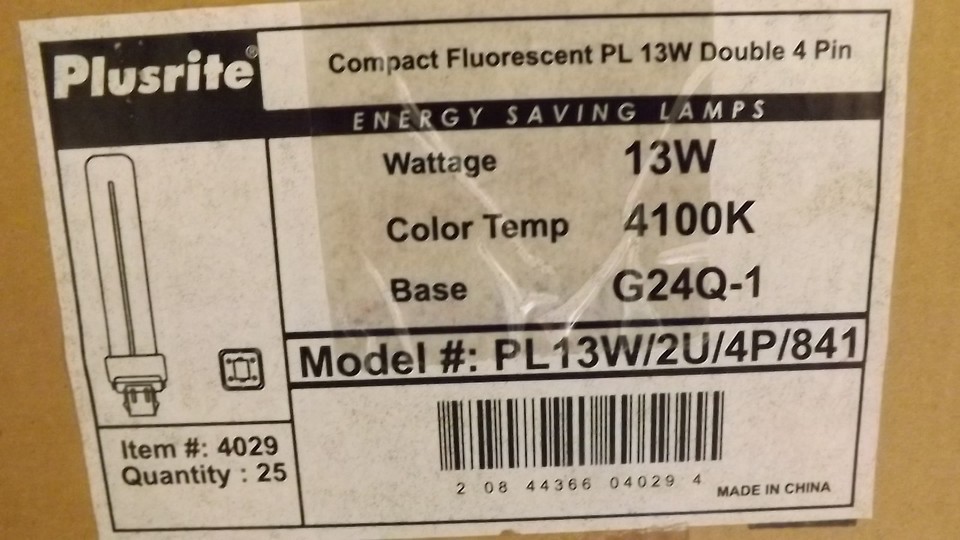 Plusrite®
Compact Fluorescent PL 13W Double 4 Pin
ENERGY SAVING LAMPS
Wattage 13W
Color Temp 4100K
Base G24Q-1
Model #: PL13W/2U/4P/841
Item #: 4029
Quantity : 25
2 08 44366 04029 4
MADE IN CHINA